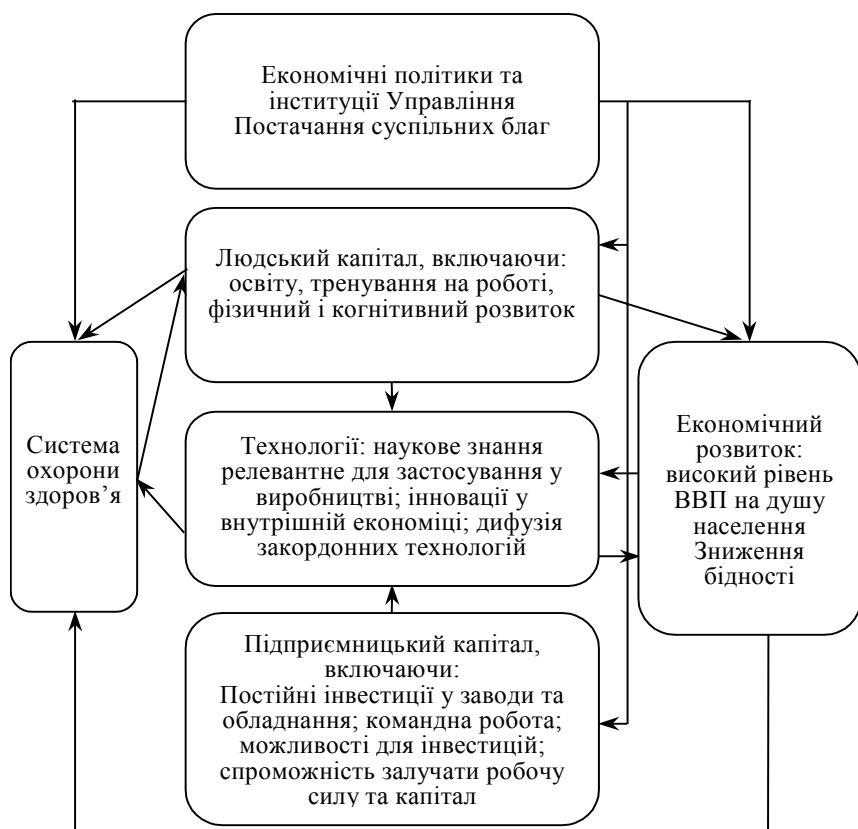 Економічні політики та
інституції Управління
Постачання суспільних благ
Людський капітал, включаючи:
освіту, тренування на роботі,
фізичний і когнітивний розвиток
Система
охорони
здоров’я
Технології: наукове знання
релевантне для застосування у
виробництві; інновації у
внутрішній економіці; дифузія
закордонних технологій
Економічний
розвиток:
високий рівень
ВВП на душу
населення
Зниження
бідності
Підприємницький капітал,
включаючи:
Постійні інвестиції у заводи та
обладнання; командна робота;
можливості для інвестицій;
спроможність залучати робочу
силу та капітал